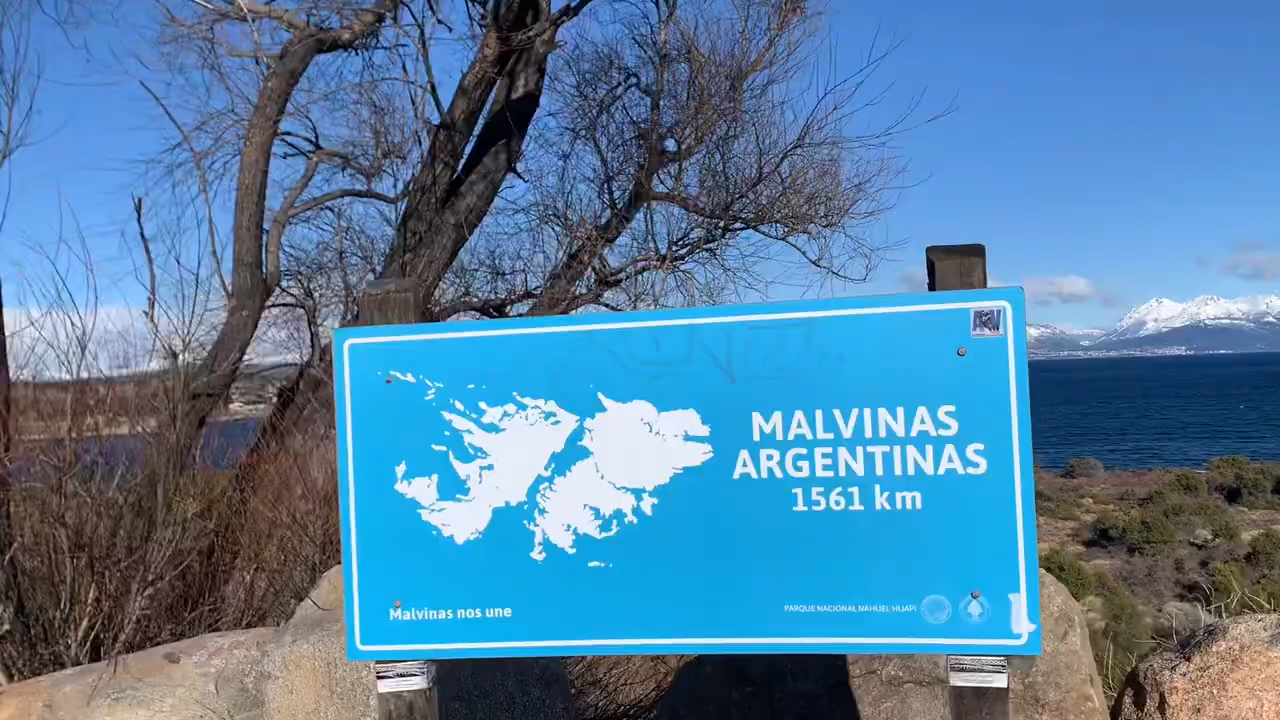 MALVINAS
ARGENTINAS
1561 km
Malvinas nos une
PARQUE NACIONAL NAHUEL HUAPI